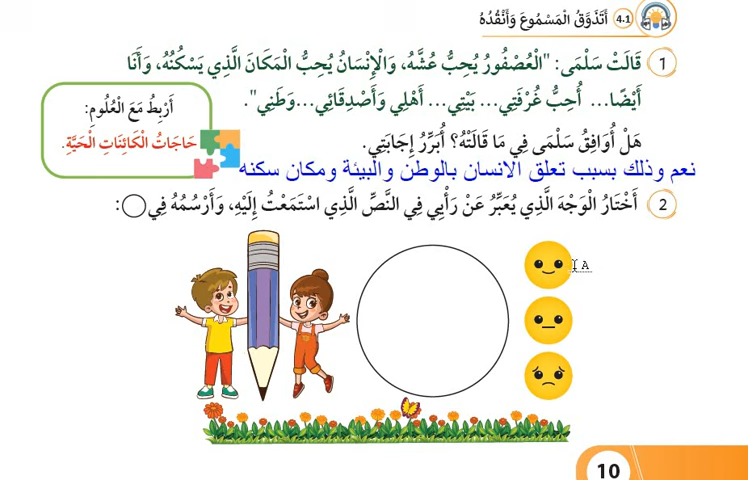 4.1 أَتَذَوَّقُ الْمَسْمُوعَ وَأَنْقُدُهُ
1 قَالَتْ سَلْمَى: "الْعُصْفُورُ يُحِبُّ عُشَّهُ، وَالْإِنْسَانُ يُحِبُّ الْمَكَانَ الَّذِي يَسْكُنُهُ، وَأَنَا
أَيْضًا... أُحِبُّ غُرْفَتِي... بَيْتِي... أَهْلِي وَأَصْدِقَائِي...وَطَنِي".
أَرْبِطُ مَعَ الْعُلُومِ:
حَاجَاتُ الْكَائِنَاتِ الْحَيَّةِ.
هَلْ أُوَافِقُ سَلْمَى فِي مَا قَالَتْهُ؟ أُبَرِّرُ إِجَابَتِي.
نعم وذلك بسبب تعلق الانسان بالوطن والبيئة ومكان سكنه
2 أَخْتَارُ الْوَجْهَ الَّذِي يُعَبِّرُ عَنْ رَأْيِي فِي النَّصِّ الَّذِي اسْتَمَعْتُ إِلَيْهِ، وَأَرْسُمُهُ فِي :
A
10